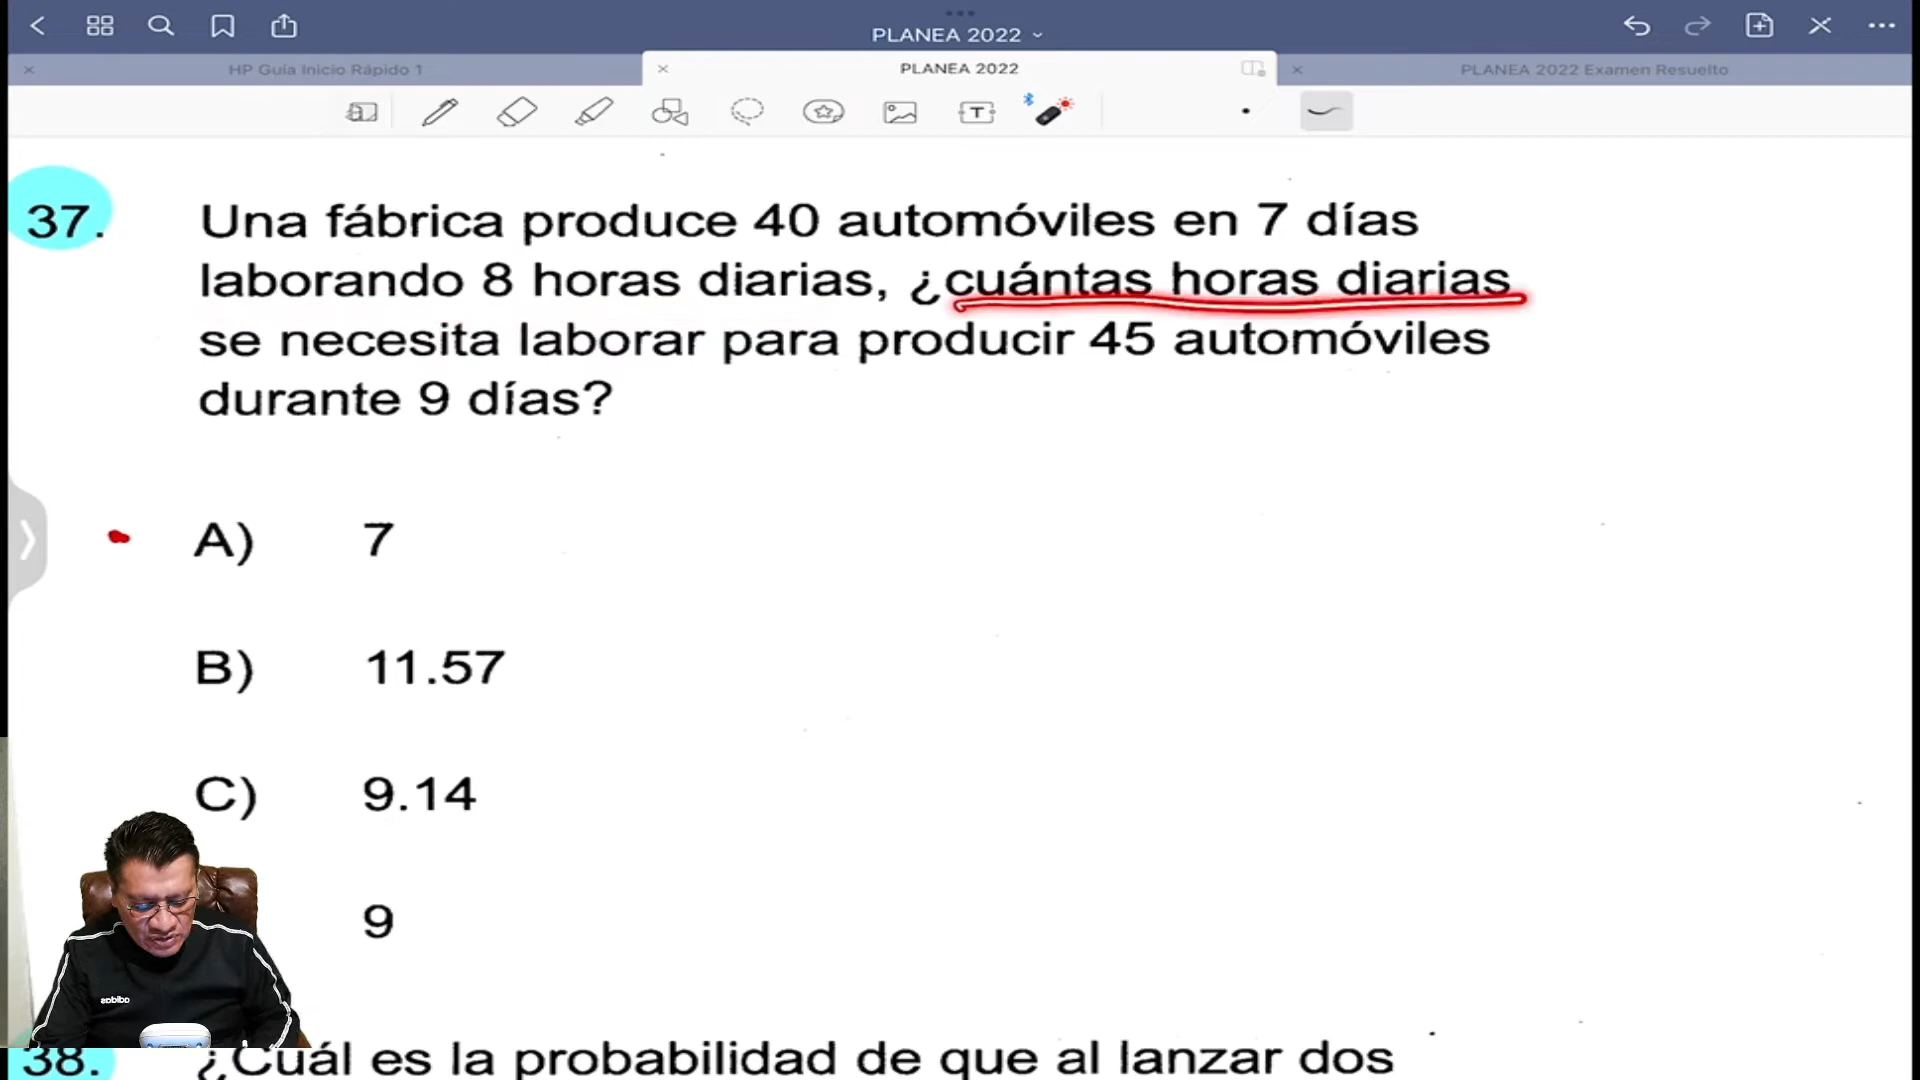 PLANEA 2022
HP Guía Inicio Rápido 1
PLANEA 2022
PLANEA 2022 Examen Resuelto
T
37. Una fábrica produce 40 automóviles en 7 días
laborando 8 horas diarias, ¿cuántas horas diarias
se necesita laborar para producir 45 automóviles
durante 9 días?
A) 7
B) 11.57
C) 9.14
9
adidas
38. ¿Cuál es la probabilidad de que al lanzar dos